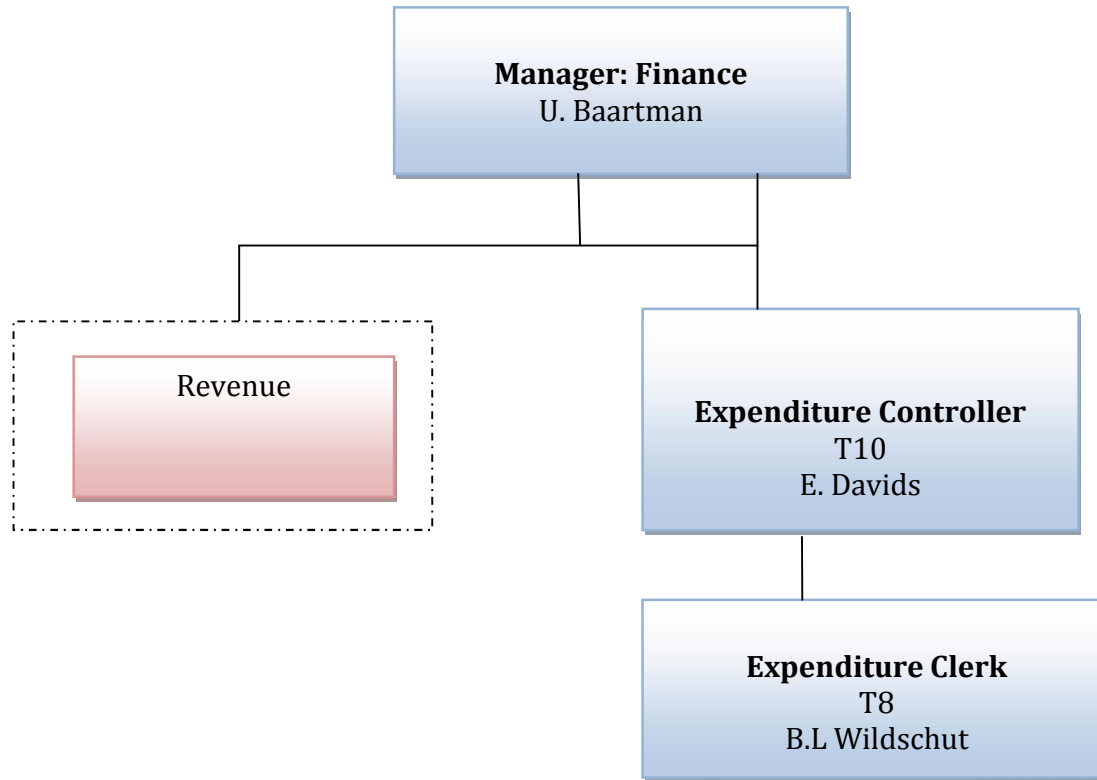 Manager: Finance
U. Baartman
Revenue
Expenditure Controller
T10
E. Davids
Expenditure Clerk
T8
B.L Wildschut